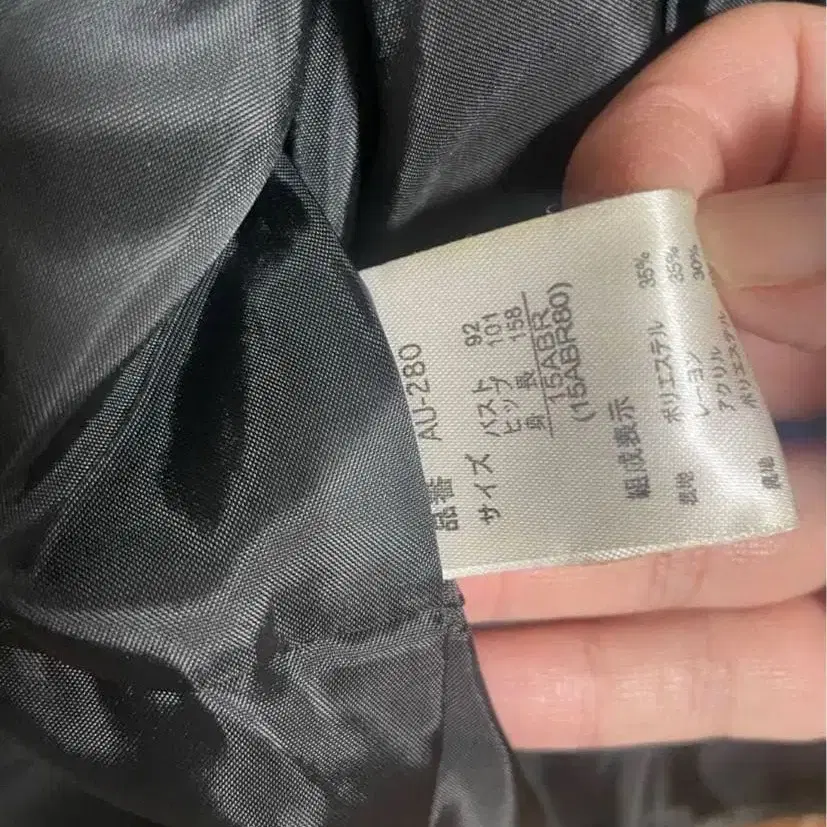 品番 AU-280
サイズ バスト 92
ヒップ 101
身長 158
15ABR
(15ABR80)
組成表示
表地 ポリエステル 35%
レーヨン 35%
アクリル 30%
裏地 ポリエステル